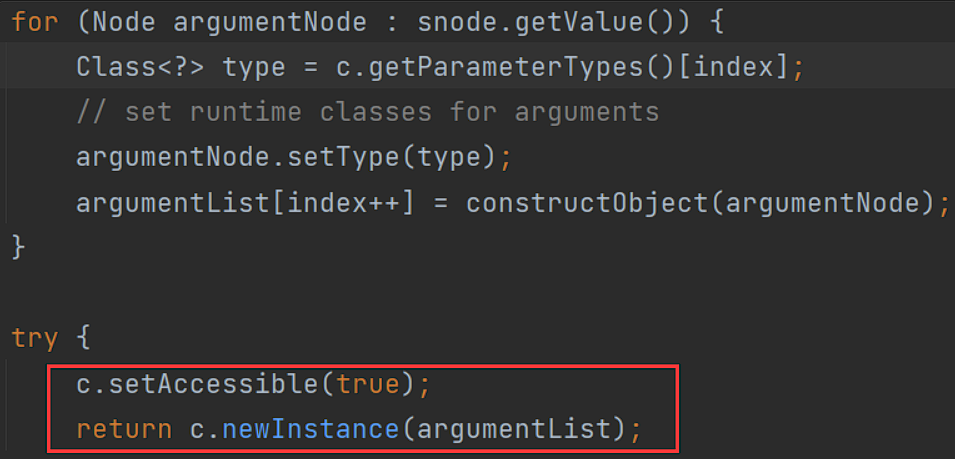 for (Node argumentNode : snode.getValue()) {
Class<?> type = c.getParameterTypes()[index];
// set runtime classes for arguments
argumentNode.setType(type);
argumentList[index++] = constructObject(argumentNode);
}
try {
c.setAccessible(true);
return c.newInstance(argumentList);